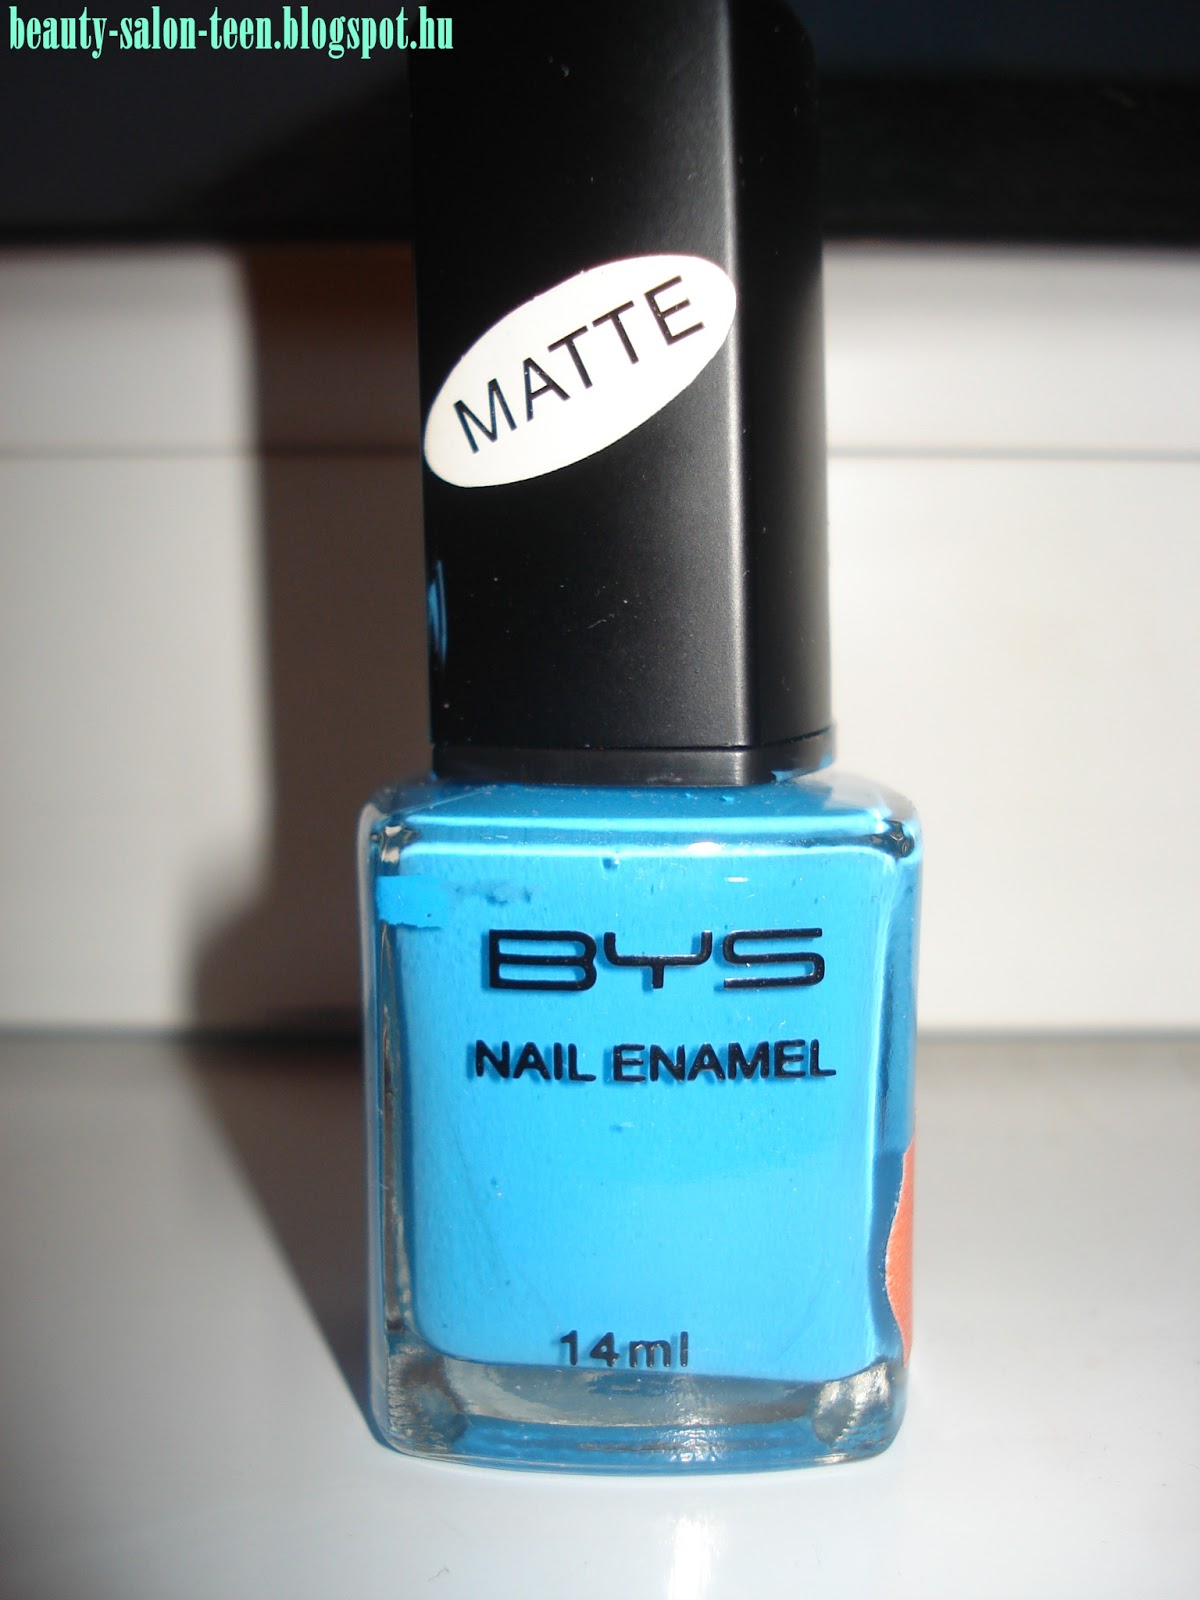 beauty-salon-teen.blogspot.hu
MATTE
BYS
NAIL ENAMEL
14ml